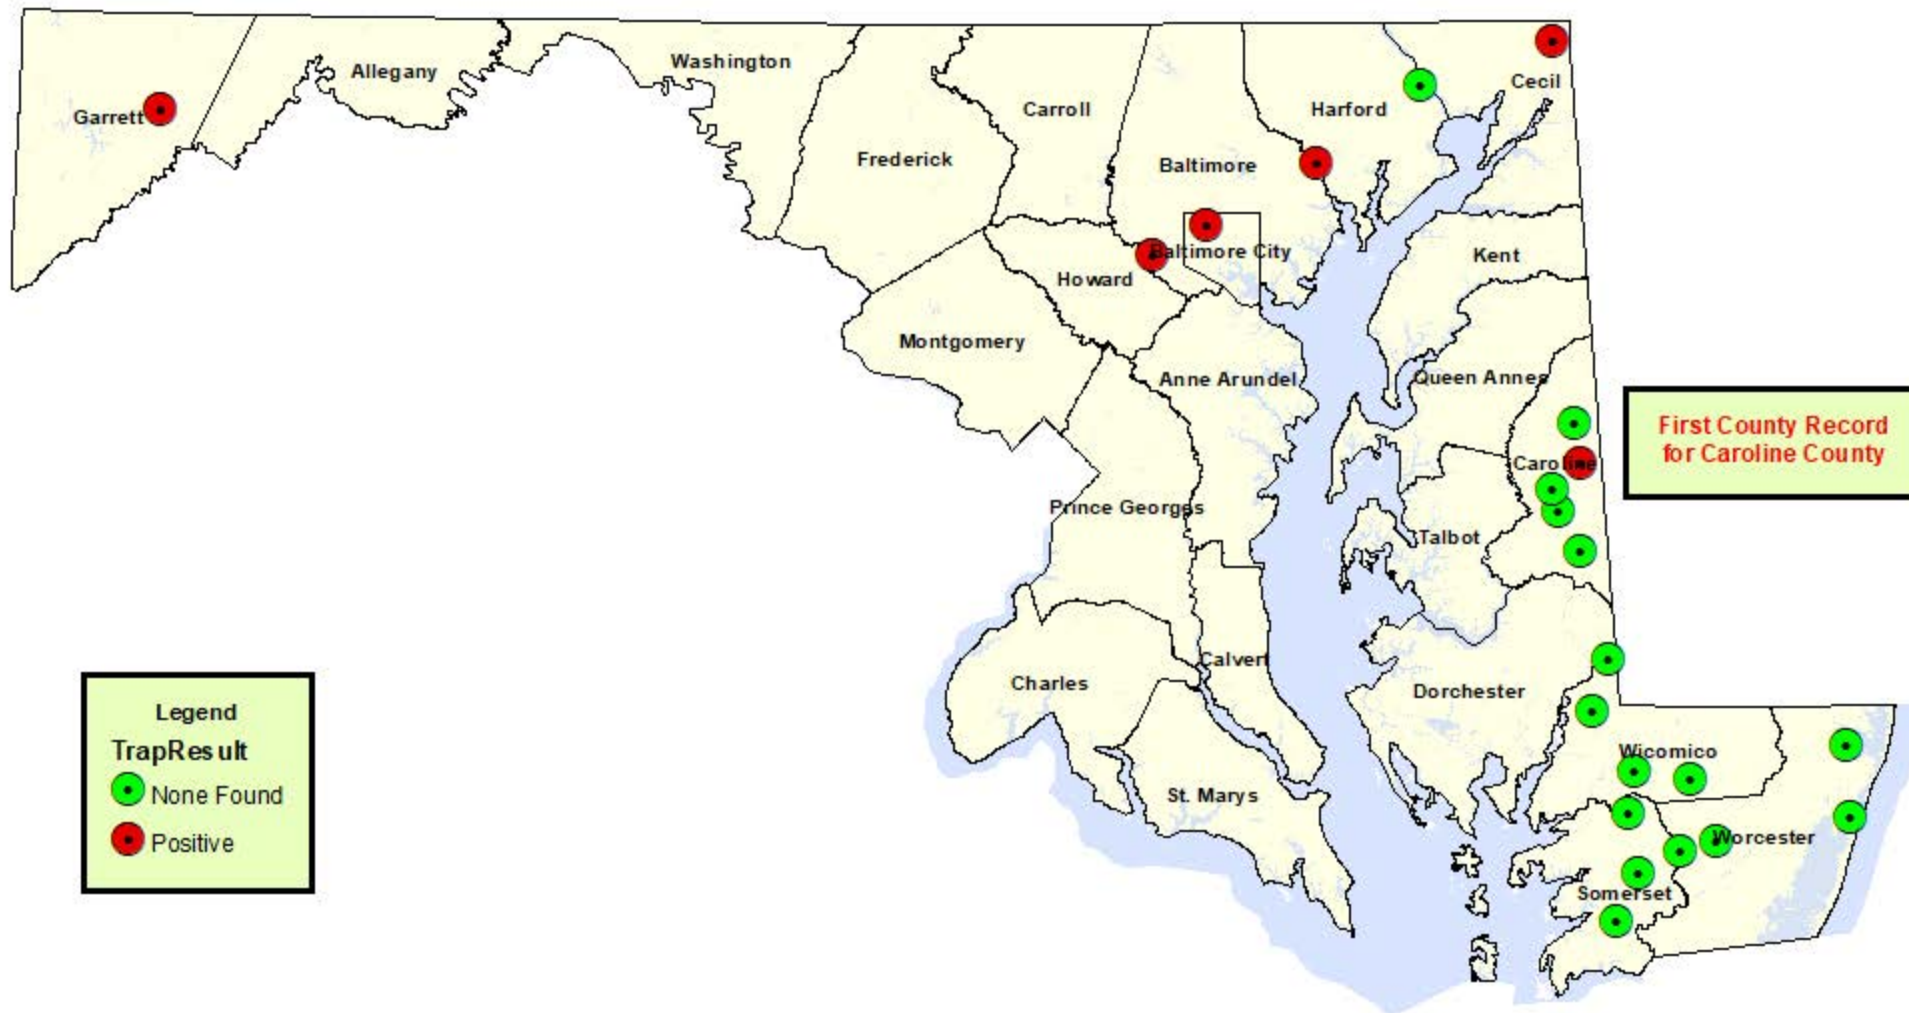 Washington
Allegany
Garrett
Carroll
Harford
Cecil
Frederick
Baltimore
Baltimore City
Howard
Kent
Montgomery
Anne Arundel
Queen Annes
First County Record
for Caroline County
Caroline
Prince Georges
Talbot
Calvert
Charles
Dorchester
Legend
TrapResult
None Found
Positive
Wicomico
St. Marys
Worcester
Somerset